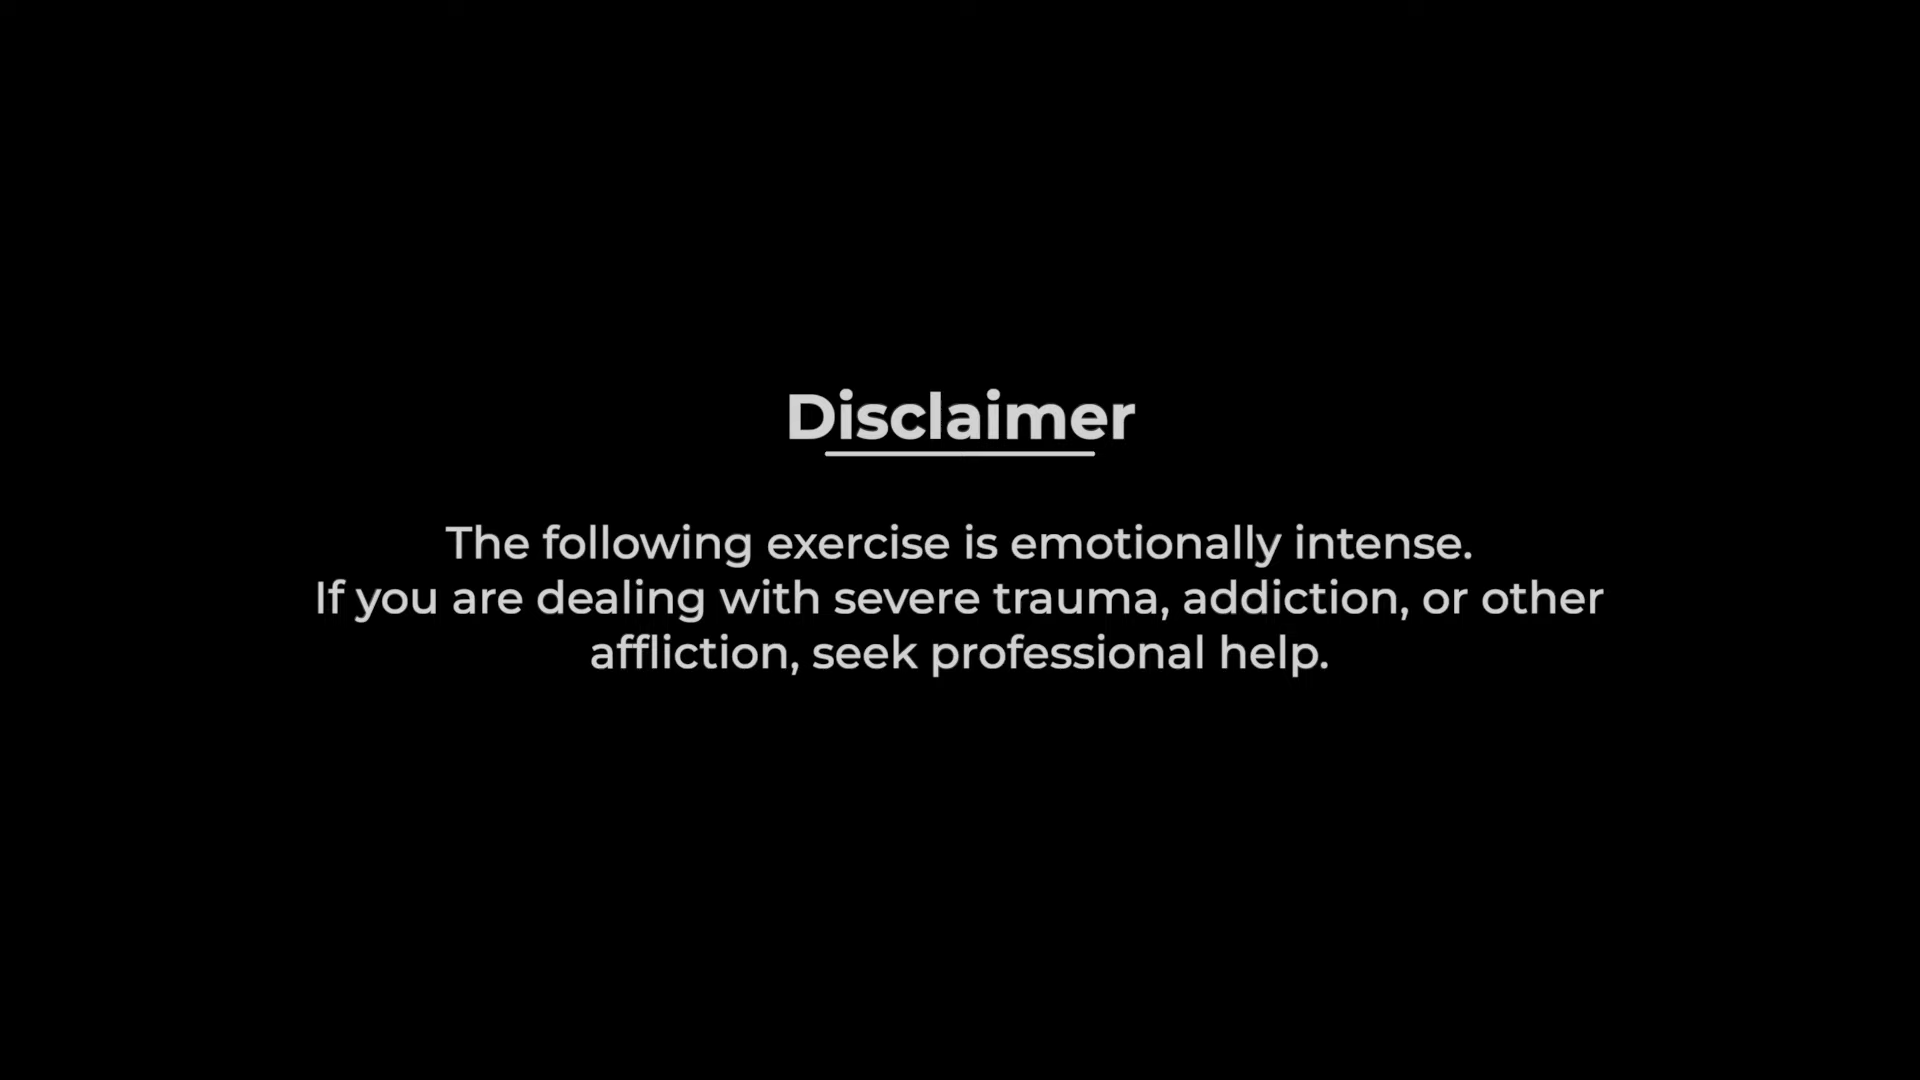 Disclaimer
The following exercise is emotionally intense.
If you are dealing with severe trauma, addiction, or other
affliction, seek professional help.